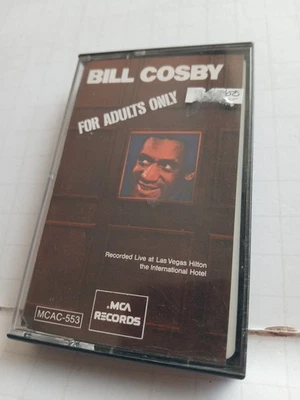 BILL COSBY
FOR ADULTS ONLY
Recorded Live at Las Vegas Hilton
the International Hotel
MCAC-553
MCA
RECORDS